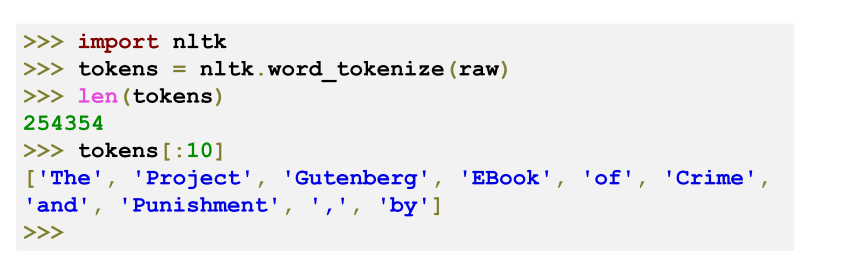 >>> import nltk
>>> tokens = nltk.word_tokenize(raw)
>>> len(tokens)
254354
>>> tokens[:10]
['The', 'Project', 'Gutenberg', 'EBook', 'of', 'Crime',
'and', 'Punishment', ',', 'by']
>>>